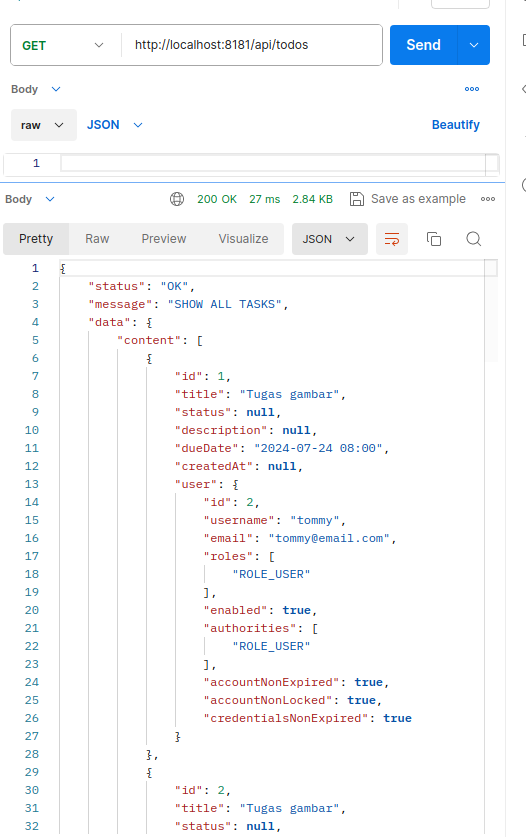 GET http://localhost:8181/api/todos Send
Body
raw JSON Beautify
1
Body 200 OK 27 ms 2.84 KB Save as example
Pretty Raw Preview Visualize JSON
1 {
2 "status": "OK",
3 "message": "SHOW ALL TASKS",
4 "data": {
5 "content": [
6 {
7 "id": 1,
8 "title": "Tugas gambar",
9 "status": null,
10 "description": null,
11 "dueDate": "2024-07-24 08:00",
12 "createdAt": null,
13 "user": {
14 "id": 2,
15 "username": "tommy",
16 "email": "tommy@email.com",
17 "roles": [
18 "ROLE_USER"
19 ],
20 "enabled": true,
21 "authorities": [
22 "ROLE_USER"
23 ],
24 "accountNonExpired": true,
25 "accountNonLocked": true,
26 "credentialsNonExpired": true
27 }
28 },
29 {
30 "id": 2,
31 "title": "Tugas gambar",
32 "status": null,